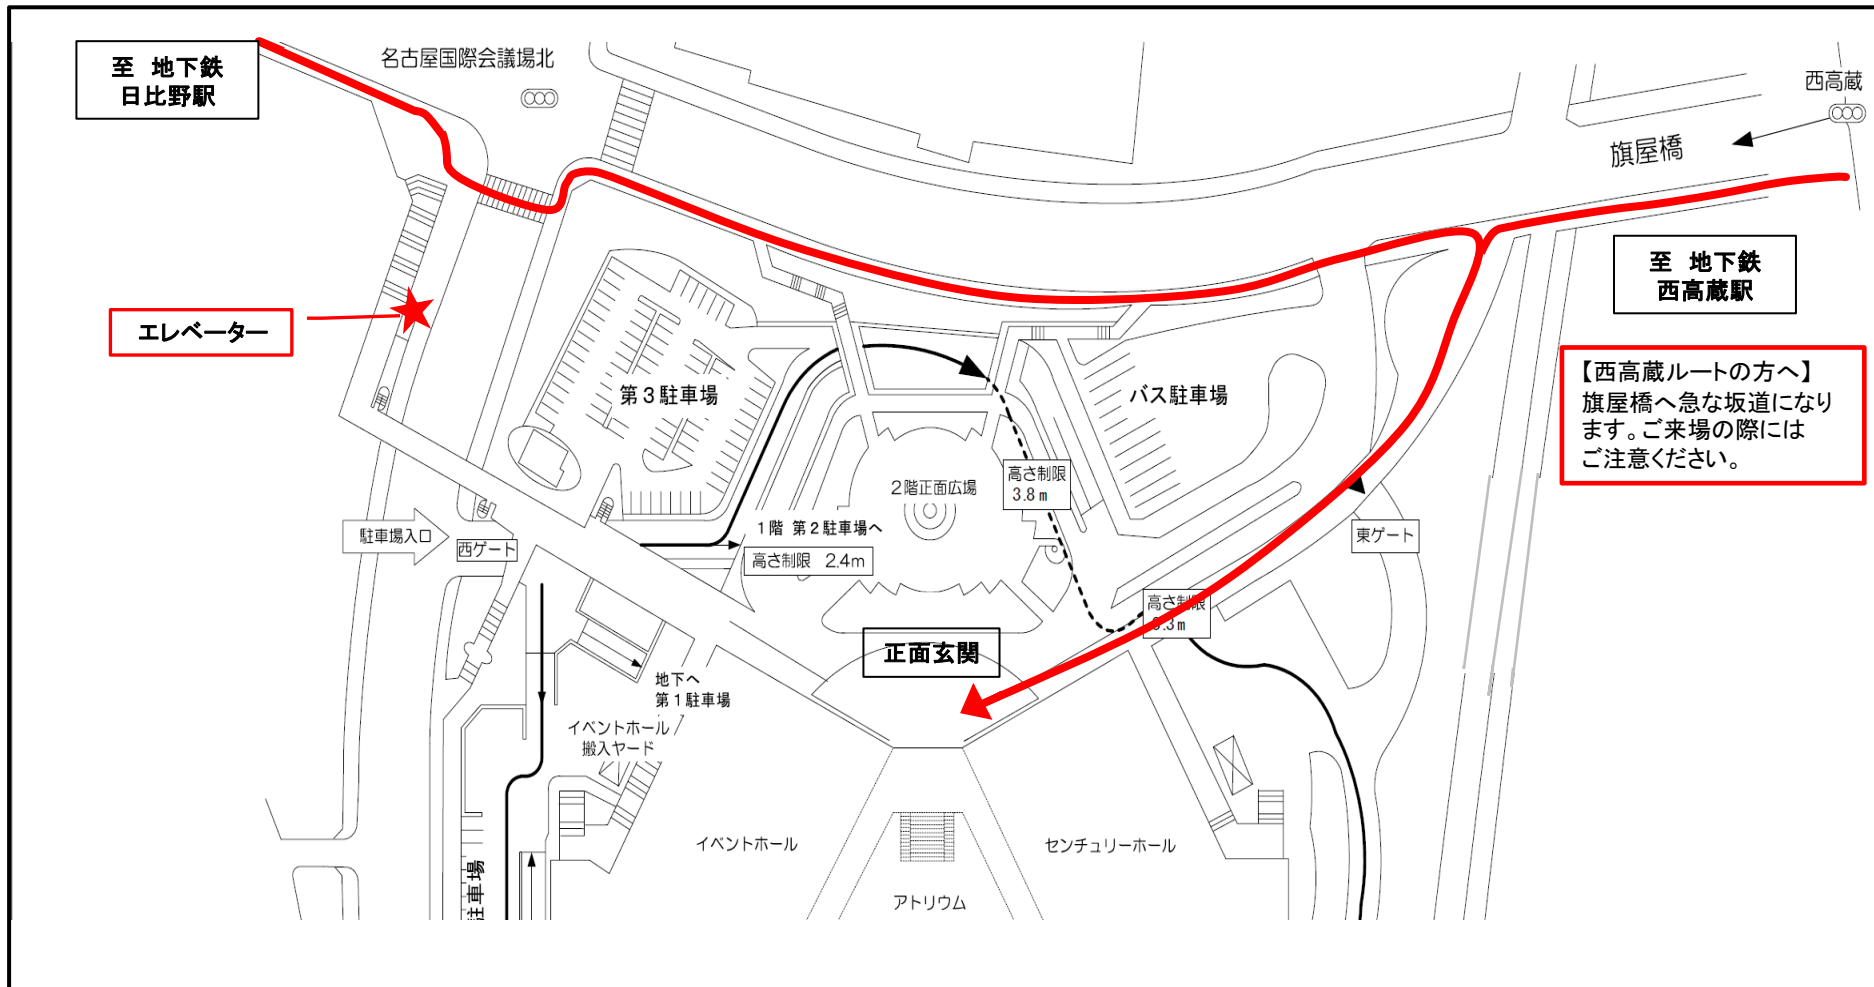 至 地下鉄
日比野駅
名古屋国際会議場北
西高蔵
旗屋橋
至 地下鉄
西高蔵駅
エレベーター
【西高蔵ルートの方へ】
旗屋橋へ急な坂道になり
ます。ご来場の際には
ご注意ください。
第3駐車場
バス駐車場
高さ制限
3.8m
2階正面広場
1階 第2駐車場へ
高さ制限 2.4m
駐車場入口
西ゲート
東ゲート
高さ制限
3.3m
正面玄関
地下へ
第1駐車場
イベントホール
搬入ヤード
イベントホール
センチュリーホール
アトリウム
駐車場